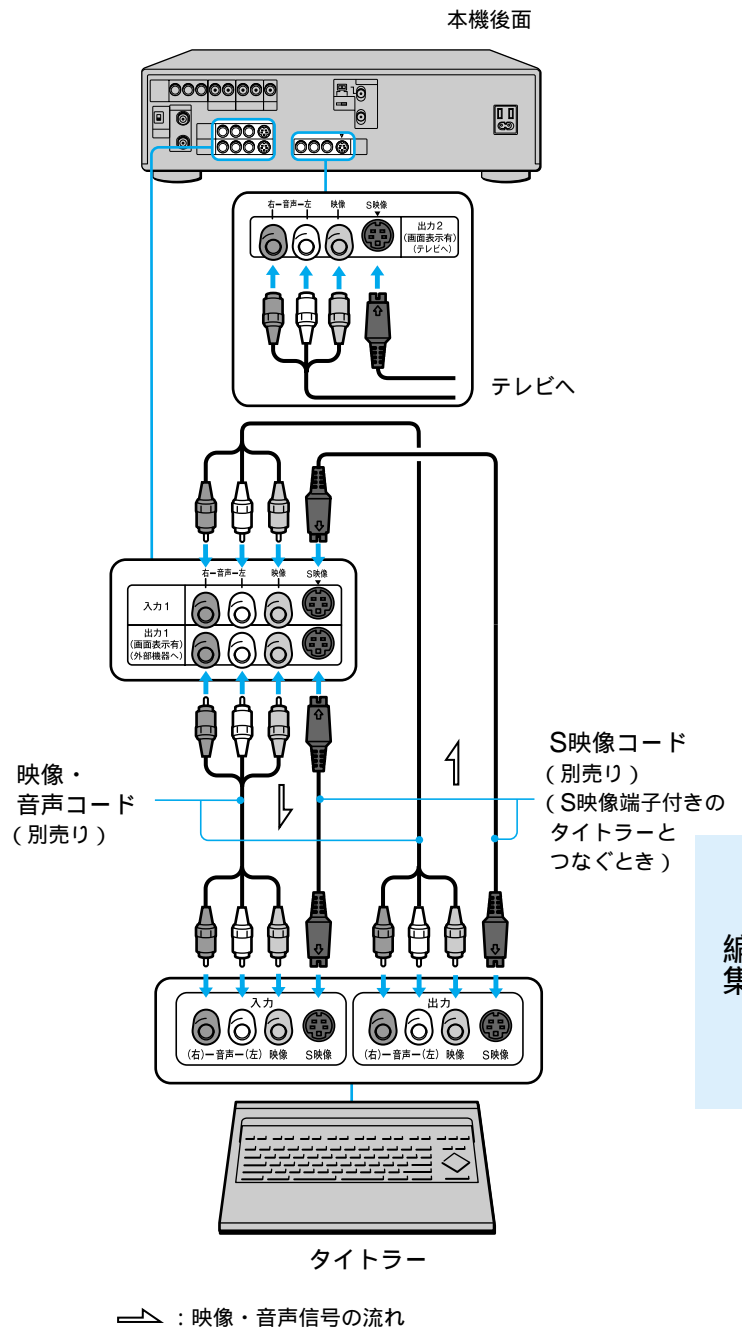 本機後面
右ー音声ー左 映像 S映像
出力2
(画面表示有)
(テレビへ)
テレビへ
右ー音声ー左 映像 S映像
入力1
出力1
(画面表示有)
(外部機器へ)
映像・
音声コード
(別売り)
S映像コード
(別売り)
(S映像端子付きの
タイトラーと
つなぐとき)
編集
入力
(右)ー音声ー(左) 映像 S映像
出力
(右)ー音声ー(左) 映像 S映像
タイトラー
:映像・音声信号の流れ